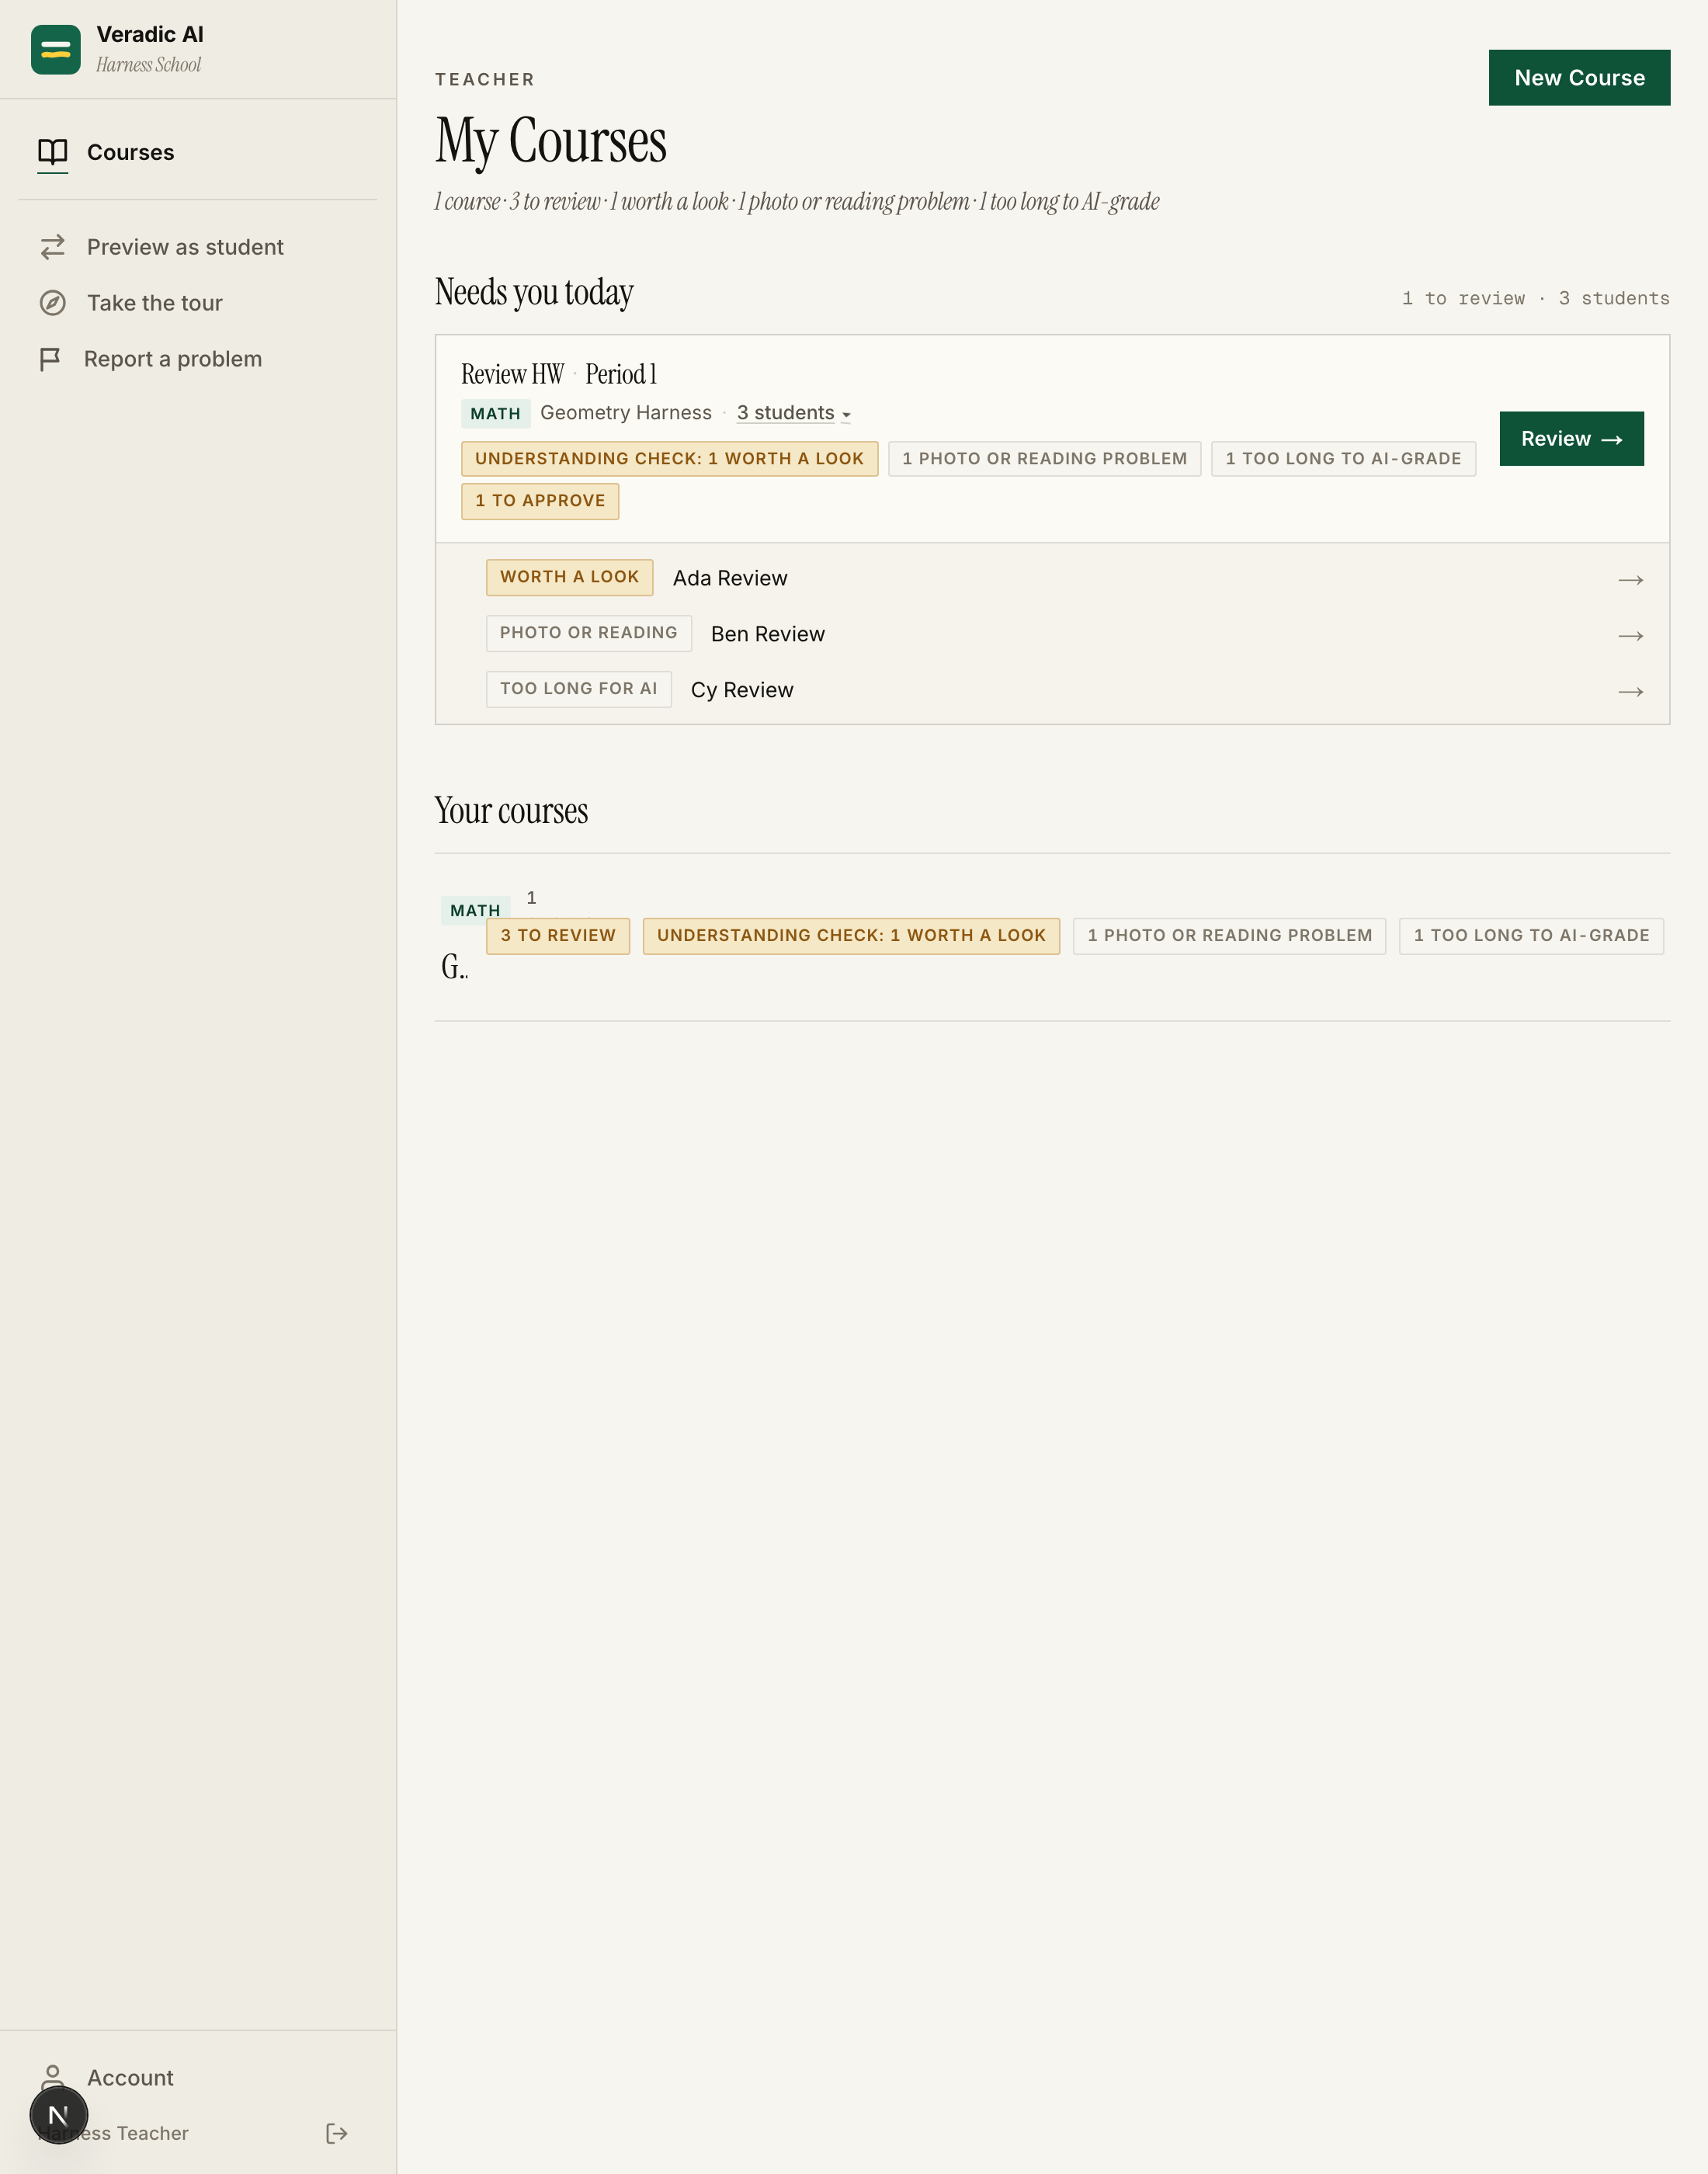 Veradic AI
Harness School
Courses
Preview as student
Take the tour
Report a problem
TEACHER
New Course
My Courses
1 course · 3 to review · 1 worth a look · 1 photo or reading problem · 1 too long to AI-grade
Needs you today
1 to review · 3 students
Review HW · Period 1
MATH Geometry Harness · 3 students
UNDERSTANDING CHECK: 1 WORTH A LOOK 1 PHOTO OR READING PROBLEM 1 TOO LONG TO AI-GRADE
1 TO APPROVE
Review →
WORTH A LOOK Ada Review →
PHOTO OR READING Ben Review →
TOO LONG FOR AI Cy Review →
Your courses
MATH 1
3 TO REVIEW UNDERSTANDING CHECK: 1 WORTH A LOOK 1 PHOTO OR READING PROBLEM 1 TOO LONG TO AI-GRADE
G..
Account
N
Teacher